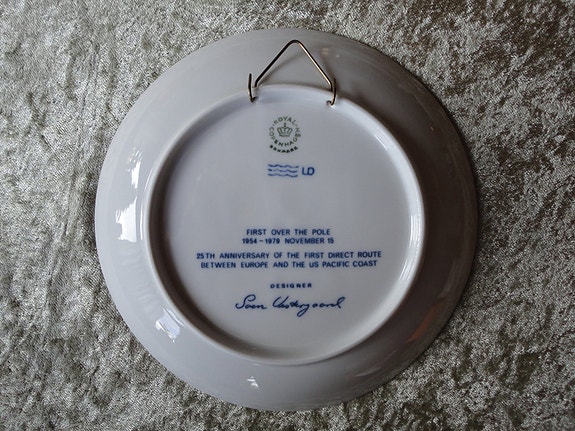 ROYAL COPENHAGEN
DENMARK
LD
FIRST OVER THE POLE
1954 - 1979 NOVEMBER 15
25TH ANNIVERSARY OF THE FIRST DIRECT ROUTE
BETWEEN EUROPE AND THE US PACIFIC COAST
DESIGNER
Sven Vestergaard